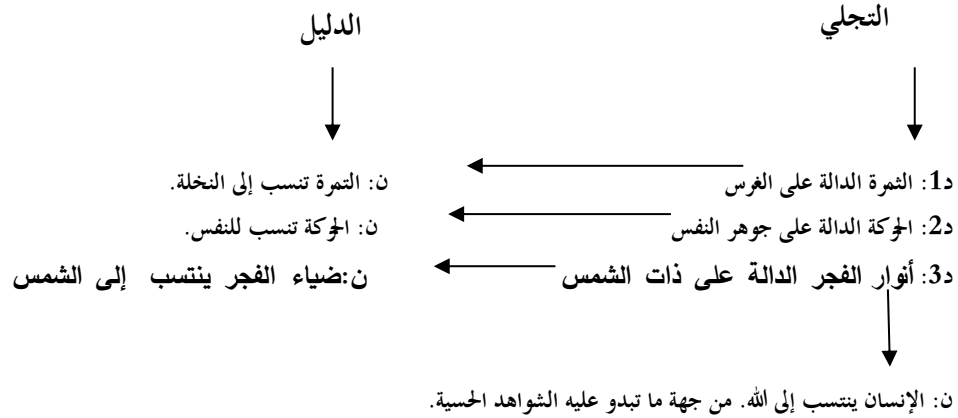 التجلي الدليل
د1: الثمرة الدالة على الغرس ن: التمرة تنسب إلى النخلة.
د2: الحركة الدالة على جوهر النفس ن: الحركة تنسب للنفس.
د3: أنوار الفجر الدالة على ذات الشمس ن:ضياء الفجر ينتسب إلى الشمس
ن: الإنسان ينتسب إلى الله. من جهة ما تبدو عليه الشواهد الحسية.